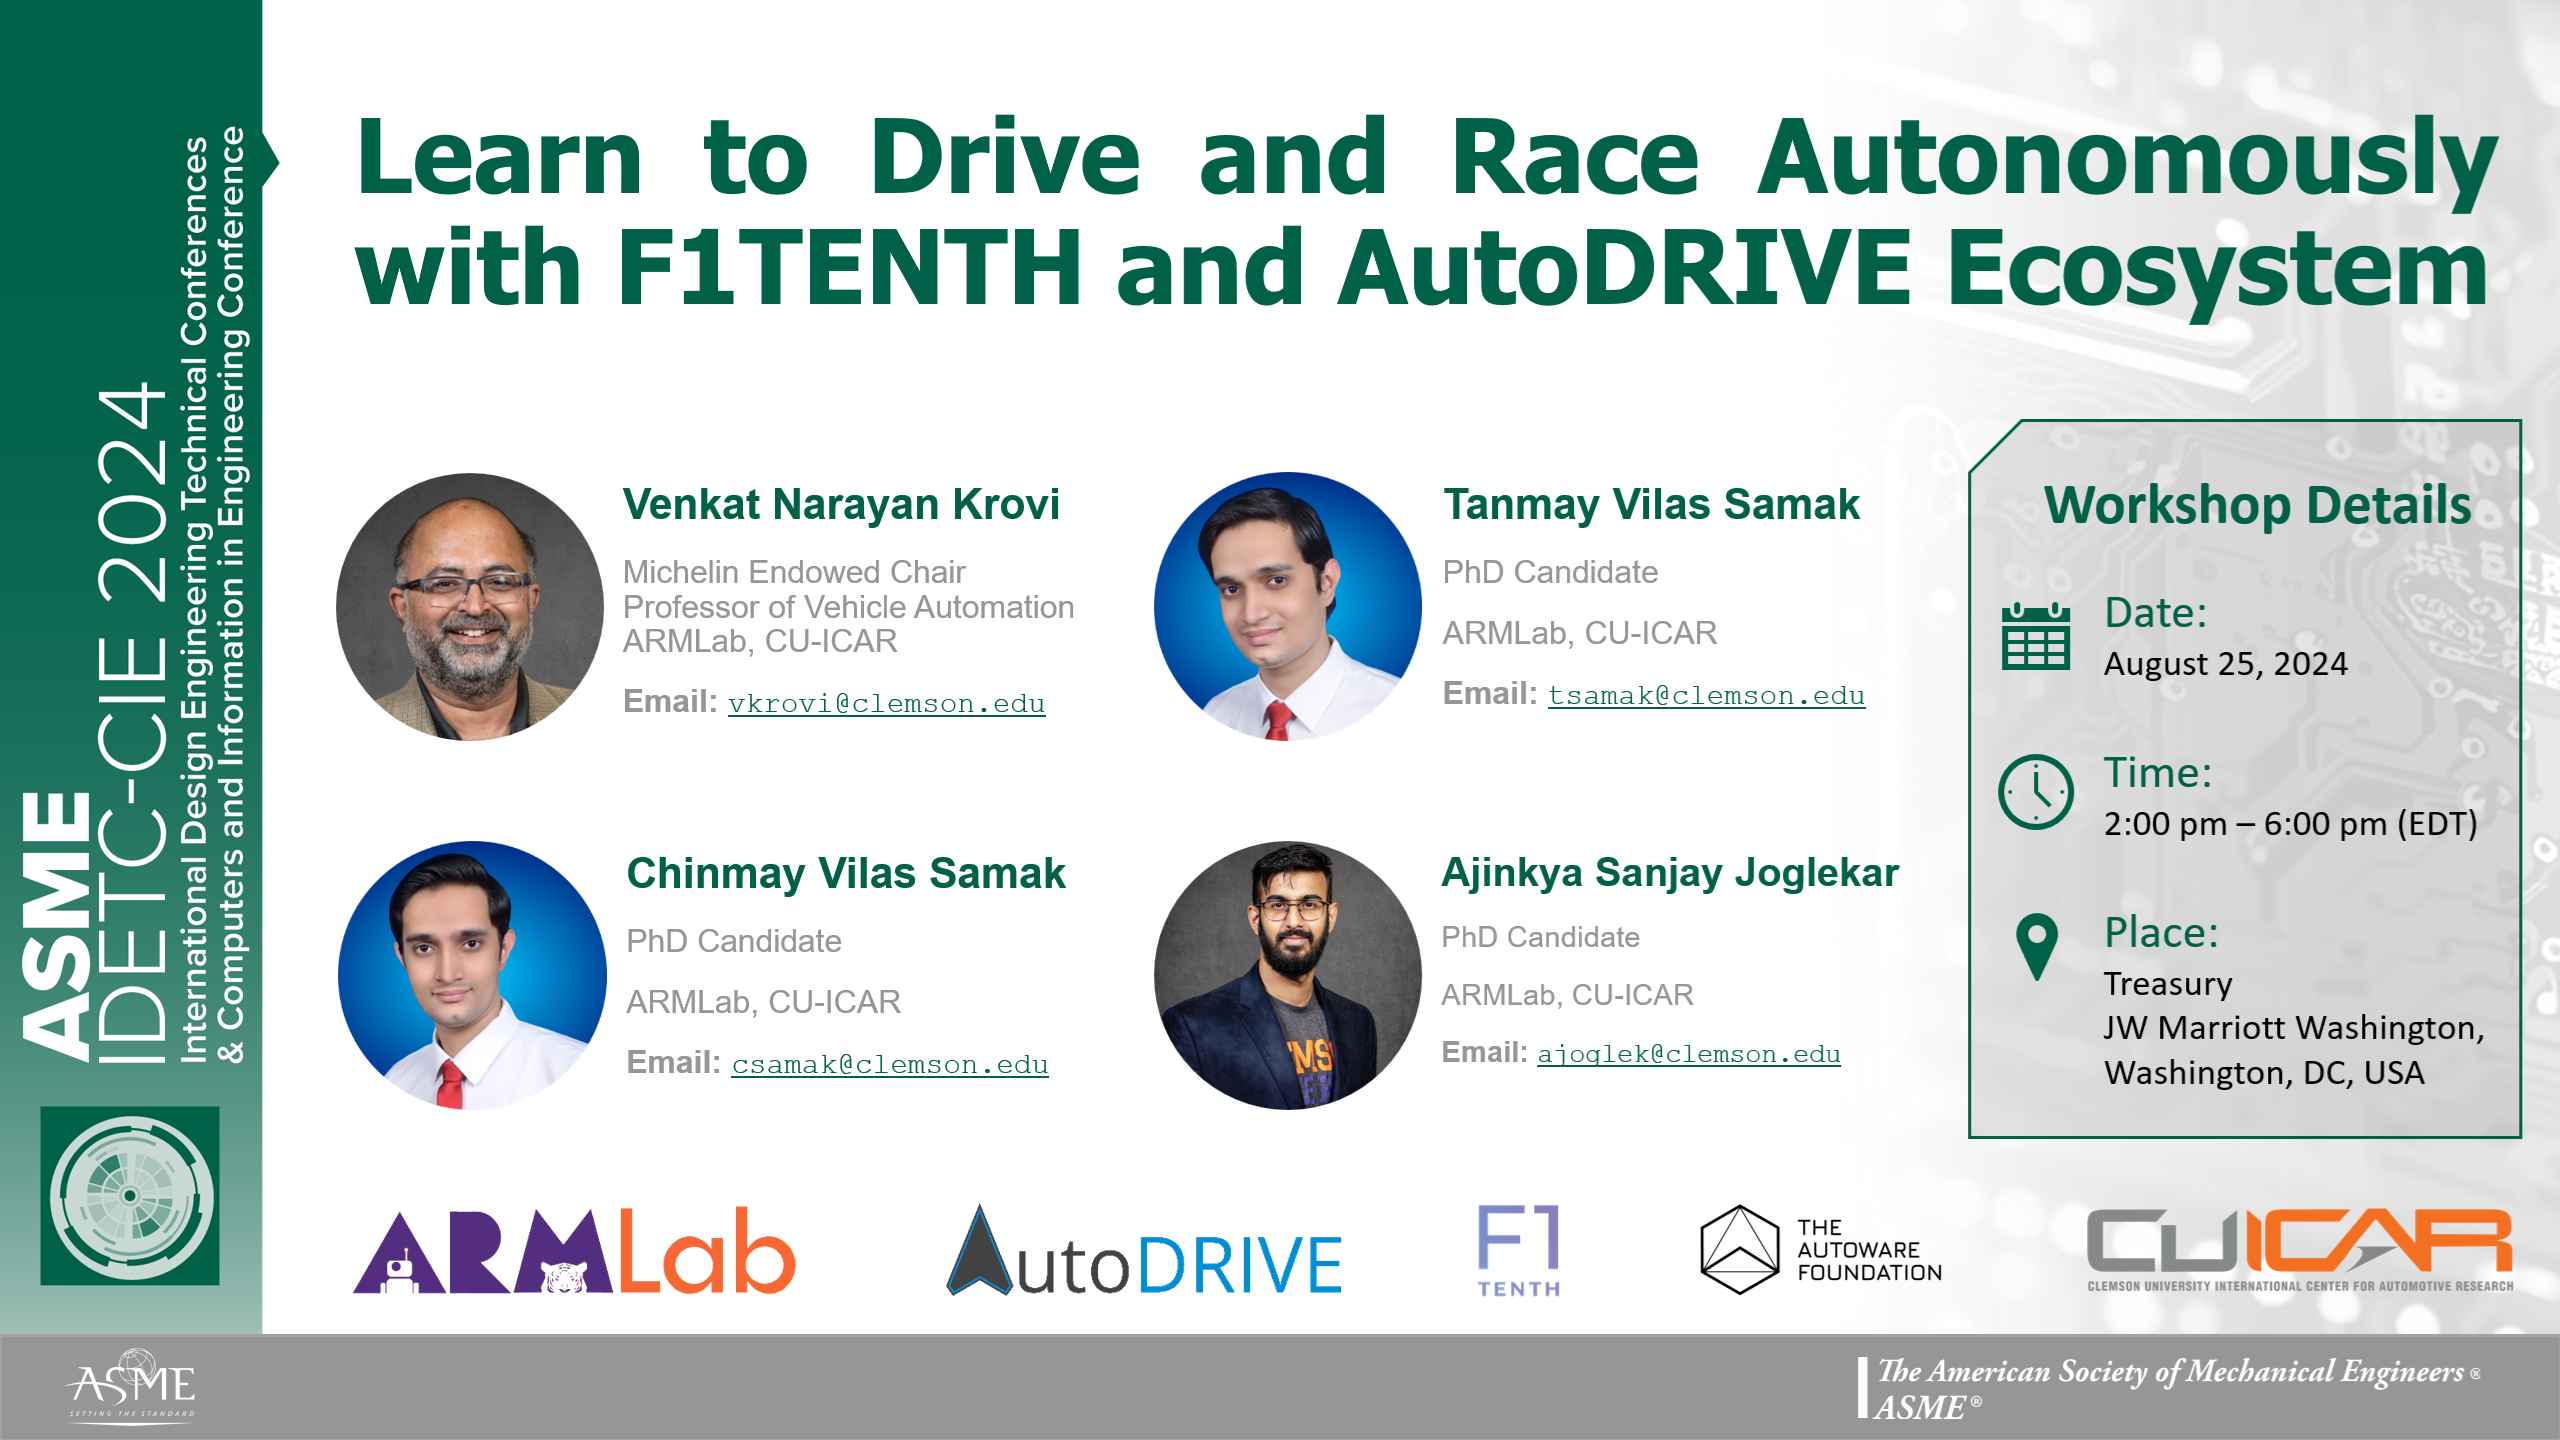 Learn to Drive and Race Autonomously
with F1TENTH and AutoDRIVE Ecosystem
ASME
IDETC-CIE 2024
International Design Engineering Technical Conferences
& Computers and Information in Engineering Conference
Venkat Narayan Krovi
Michelin Endowed Chair
Professor of Vehicle Automation
ARMLab, CU-ICAR
Email: vkrovi@clemson.edu
Tanmay Vilas Samak
PhD Candidate
ARMLab, CU-ICAR
Email: tsamak@clemson.edu
Chinmay Vilas Samak
PhD Candidate
ARMLab, CU-ICAR
Email: csamak@clemson.edu
Ajinkya Sanjay Joglekar
PhD Candidate
ARMLab, CU-ICAR
Email: ajoglek@clemson.edu
Workshop Details
Date:
August 25, 2024
Time:
2:00 pm – 6:00 pm (EDT)
Place:
Treasury
JW Marriott Washington,
Washington, DC, USA
ARMLab
AutoDRIVE
F1
TENTH
THE
AUTOWARE
FOUNDATION
CU ICAR
CLEMSON UNIVERSITY INTERNATIONAL CENTER FOR AUTOMOTIVE RESEARCH
ASME
SETTING THE STANDARD
The American Society of Mechanical Engineers ®
ASME ®